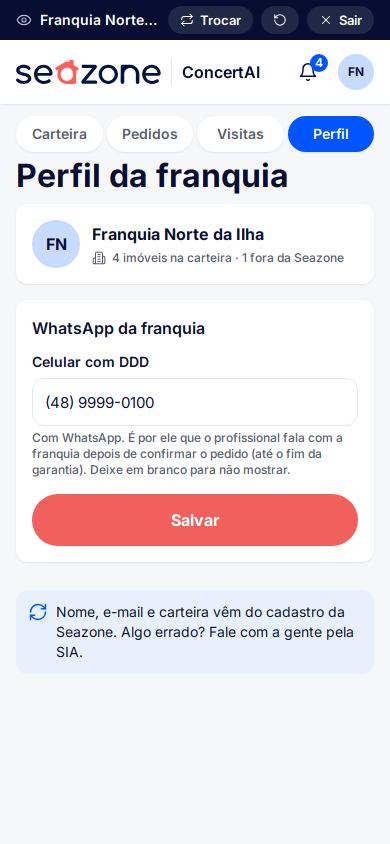 Franquia Norte...
Trocar
Sair
seazone
ConcertAI
4
FN
Carteira
Pedidos
Visitas
Perfil
Perfil da franquia
FN
Franquia Norte da Ilha
4 imóveis na carteira · 1 fora da Seazone
WhatsApp da franquia
Celular com DDD
(48) 9999-0100
Com WhatsApp. É por ele que o profissional fala com a
franquia depois de confirmar o pedido (até o fim da
garantia). Deixe em branco para não mostrar.
Salvar
Nome, e-mail e carteira vêm do cadastro da
Seazone. Algo errado? Fale com a gente pela
SIA.